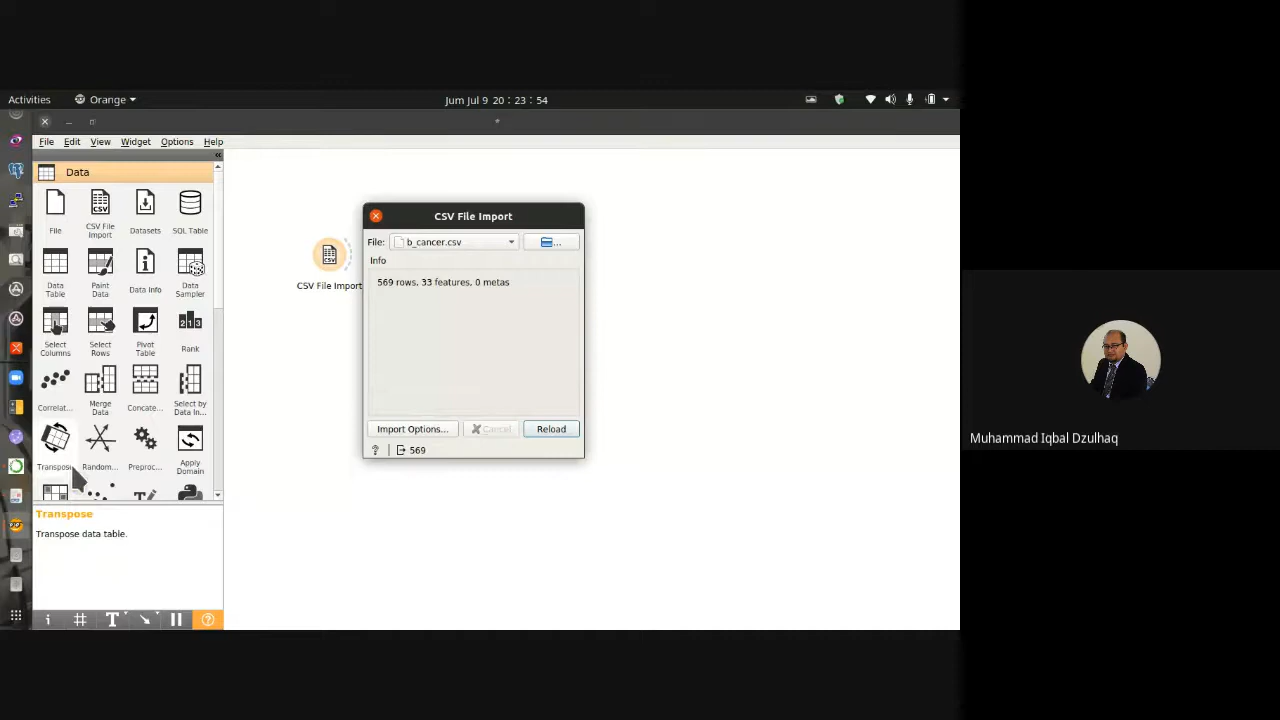 Activities
Orange
Jum Jul 9 20:23:54
File Edit View Widget Options Help
Data
File
CSV File Import
Datasets
SQL Table
Data Table
Paint Data
Data Info
Data Sampler
Select Columns
Select Rows
Pivot Table
Rank
Correlat...
Merge Data
Concate...
Select by Data In...
Transpos
Random...
Preproc...
Apply Domain
Transpose
Transpose data table.
CSV File Import
CSV File Import
File: b_cancer.csv
...
Info
569 rows, 33 features, 0 metas
Import Options... Cancel Reload
? 569
Muhammad Iqbal Dzulhaq